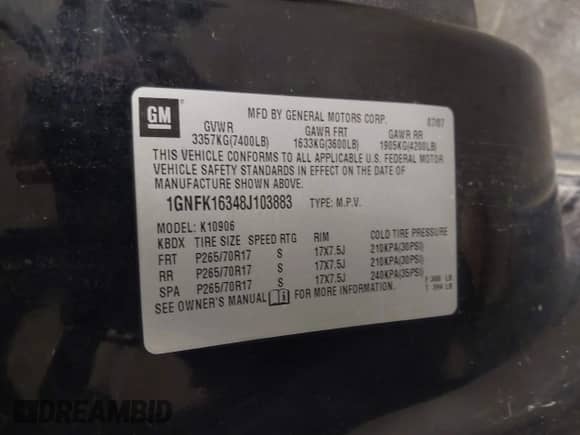 GM
MFD BY GENERAL MOTORS CORP. 07/07
GVWR GAWR FRT GAWR RR
3357KG(7400LB) 1633KG(3600LB) 1905KG(4200LB)
THIS VEHICLE CONFORMS TO ALL APPLICABLE U.S. FEDERAL MOTOR
VEHICLE SAFETY STANDARDS IN EFFECT ON THE DATE OF
MANUFACTURE SHOWN ABOVE.
1GNFK16348J103883 TYPE: M.P.V.
MODEL: K10906
KBDX TIRE SIZE SPEED RTG RIM COLD TIRE PRESSURE
FRT P265/70R17 S 17X7.5J 210KPA(30PSI)
RR P265/70R17 S 17X7.5J 210KPA(30PSI)
SPA P265/70R17 S 17X7.5J 240KPA(35PSI)
SEE OWNER'S MANUAL FOR MORE INFORMATION.
DREAMBID